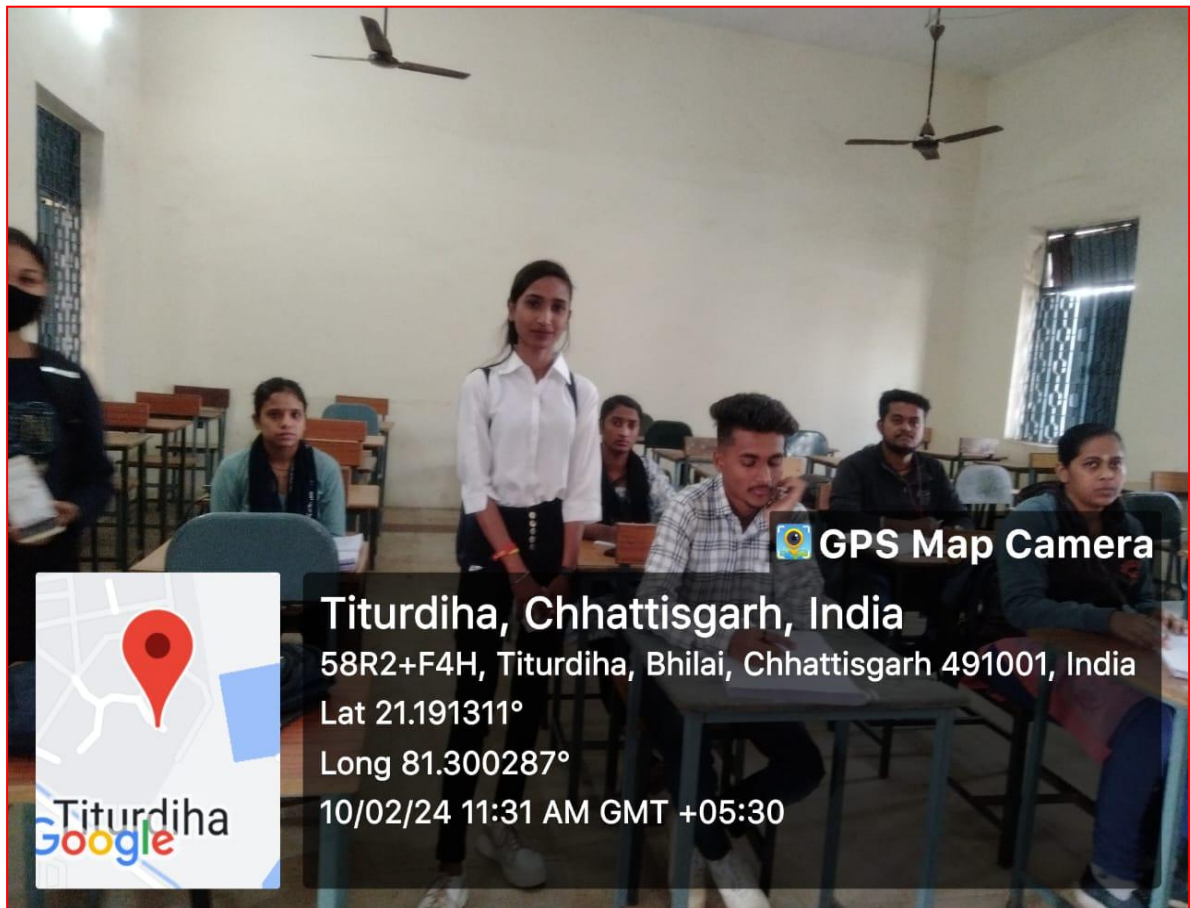 GPS Map Camera
Titurdiha, Chhattisgarh, India
58R2+F4H, Titurdiha, Bhilai, Chhattisgarh 491001, India
Lat 21.191311°
Long 81.300287°
10/02/24 11:31 AM GMT +05:30
Titurdiha
Google